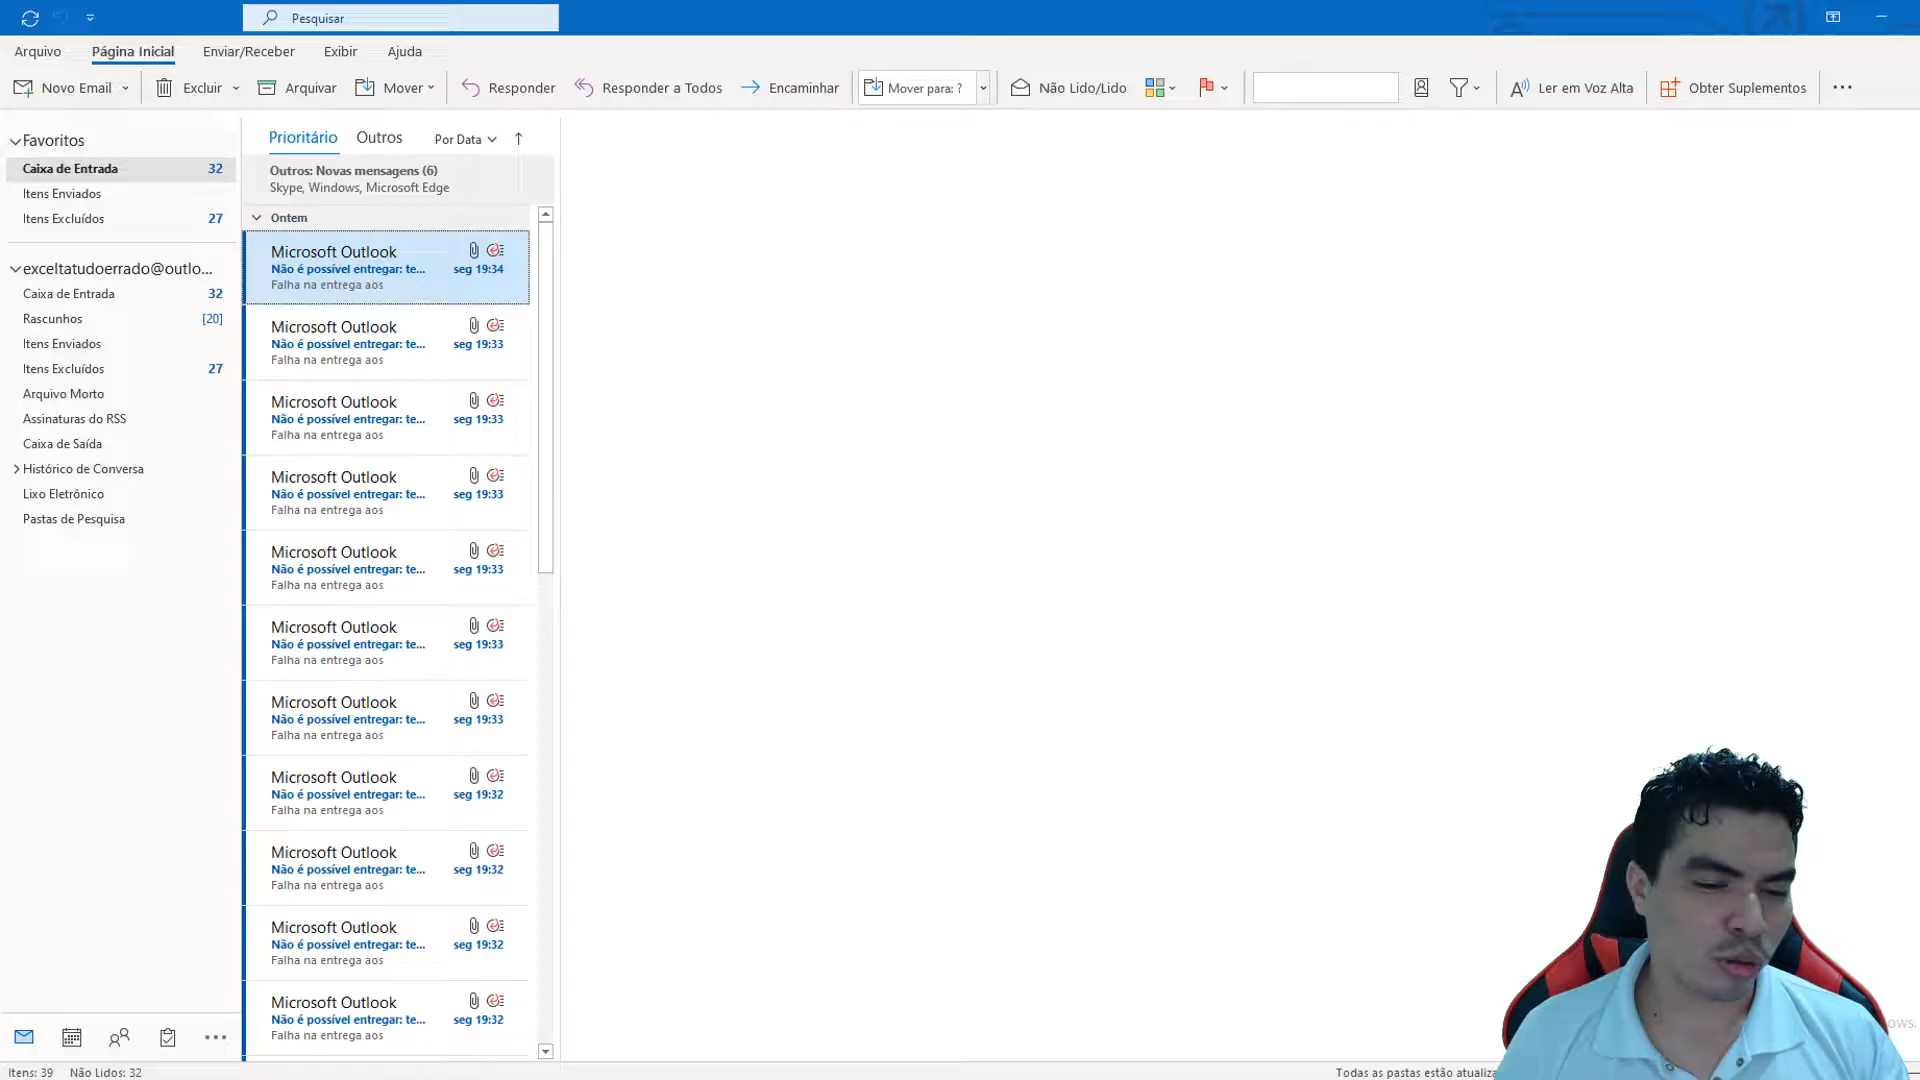 Pesquisar
Arquivo
Página Inicial
Enviar/Receber
Exibir
Ajuda
Novo Email
Excluir
Arquivar
Mover
Responder
Responder a Todos
Encaminhar
Mover para: ?
Não Lido/Lido
Ler em Voz Alta
Obter Suplementos
Favoritos
Caixa de Entrada 32
Itens Enviados
Itens Excluídos 27
exceltatudoerrado@outlo...
Caixa de Entrada 32
Rascunhos [20]
Itens Enviados
Itens Excluídos 27
Arquivo Morto
Assinaturas do RSS
Caixa de Saída
Histórico de Conversa
Lixo Eletrônico
Pastas de Pesquisa
Prioritário Outros Por Data
Outros: Novas mensagens (6)
Skype, Windows, Microsoft Edge
Ontem
Microsoft Outlook
Não é possível entregar: te... seg 19:34
Falha na entrega aos
Microsoft Outlook
Não é possível entregar: te... seg 19:33
Falha na entrega aos
Microsoft Outlook
Não é possível entregar: te... seg 19:33
Falha na entrega aos
Microsoft Outlook
Não é possível entregar: te... seg 19:33
Falha na entrega aos
Microsoft Outlook
Não é possível entregar: te... seg 19:33
Falha na entrega aos
Microsoft Outlook
Não é possível entregar: te... seg 19:33
Falha na entrega aos
Microsoft Outlook
Não é possível entregar: te... seg 19:33
Falha na entrega aos
Microsoft Outlook
Não é possível entregar: te... seg 19:32
Falha na entrega aos
Microsoft Outlook
Não é possível entregar: te... seg 19:32
Falha na entrega aos
Microsoft Outlook
Não é possível entregar: te... seg 19:32
Falha na entrega aos
Microsoft Outlook
Não é possível entregar: te... seg 19:32
Falha na entrega aos
Itens: 39 Não Lidos: 32
Todas as pastas estão